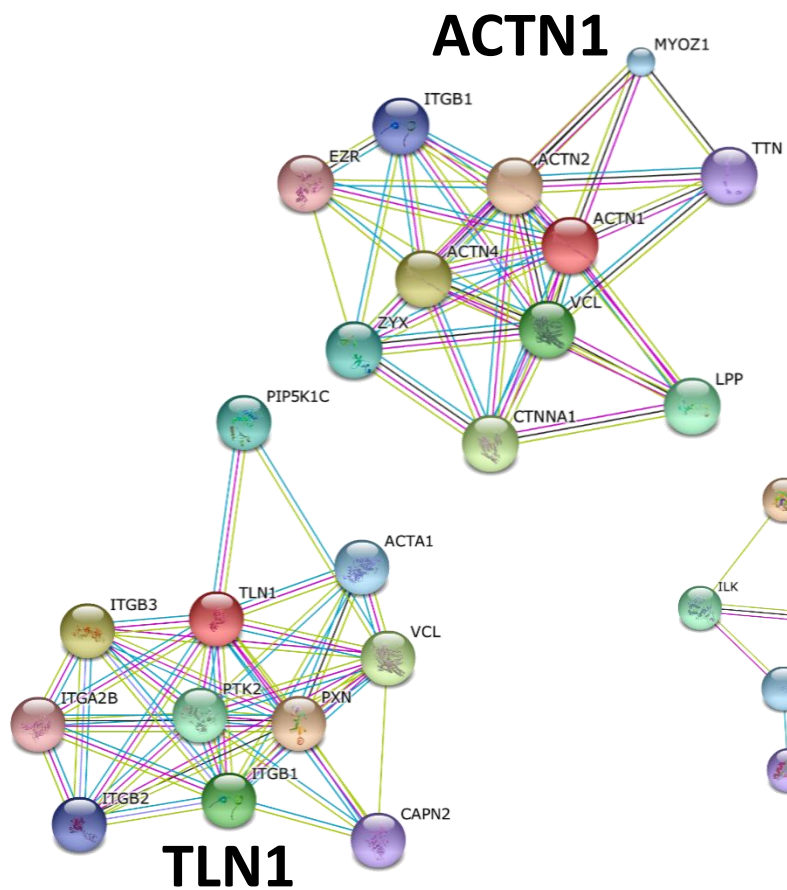 ACTN1
MYOZ1
ITGB1
TTN
EZR
ACTN2
ACTN1
ACTN4
VCL
ZYX
LPP
CTNNA1
PIP5K1C
ACTA1
TLN1
ITGB3
VCL
ILK
PTK2
PXN
ITGA2B
ITGB1
ITGB2
CAPN2
TLN1